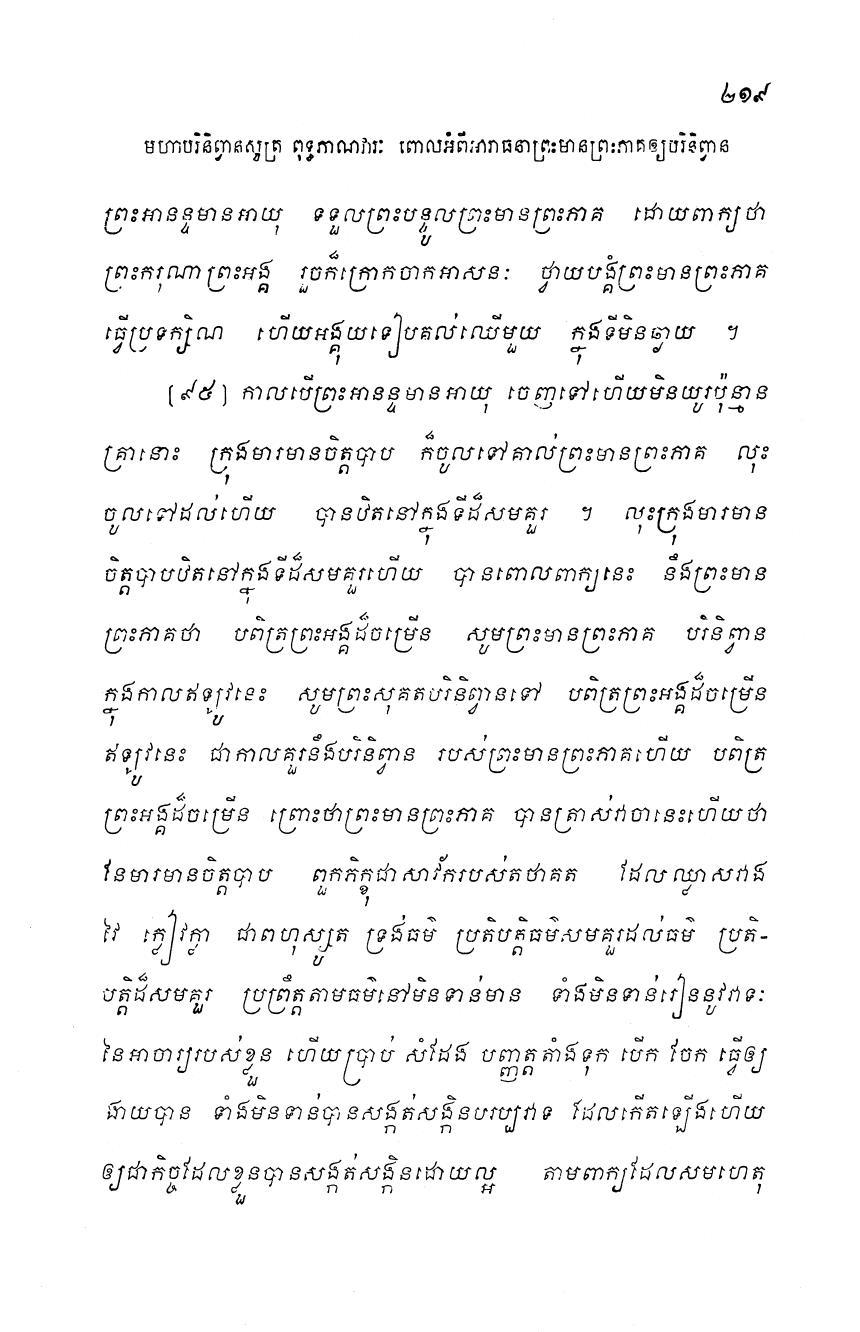 ២១៩
មហាបរិនិព្វានសូត្រ ពុទ្ធភាណវារៈ ពោលអំពីអារាធនាព្រះមានព្រះភាគឲ្យបរិនិព្វាន
ព្រះអានន្ទមានអាយុ ទទួលព្រះបន្ទូលព្រះមានព្រះភាគ ដោយពាក្យថា
ព្រះករុណាព្រះអង្គ រួចក៏ក្រោកចាកអាសនៈ ថ្វាយបង្គំព្រះមានព្រះភាគ
ធ្វើប្រទក្សិណ ហើយអង្គុយទៀបគល់ឈើមួយ ក្នុងទីមិនឆ្ងាយ ។
[៩៥] កាលបើព្រះអានន្ទមានអាយុ ចេញទៅហើយមិនយូរប៉ុន្មាន
គ្រានោះ ក្រុងមារមានចិត្តបាប ក៏ចូលទៅគាល់ព្រះមានព្រះភាគ លុះ
ចូលទៅដល់ហើយ បានឋិតនៅក្នុងទីដ៏សមគួរ ។ លុះក្រុងមារមាន
ចិត្តបាបឋិតនៅក្នុងទីដ៏សមគួរហើយ បានពោលពាក្យនេះ នឹងព្រះមាន
ព្រះភាគថា បពិត្រព្រះអង្គដ៏ចម្រើន សូមព្រះមានព្រះភាគ បរិនិព្វាន
ក្នុងកាលឥឡូវនេះ សូមព្រះសុគតបរិនិព្វានទៅ បពិត្រព្រះអង្គដ៏ចម្រើន
ឥឡូវនេះ ជាកាលគួរនឹងបរិនិព្វាន របស់ព្រះមានព្រះភាគហើយ បពិត្រ
ព្រះអង្គដ៏ចម្រើន ព្រោះថាព្រះមានព្រះភាគ បានត្រាស់វាចានេះហើយថា
នែមារមានចិត្តបាប ពួកភិក្ខុជាសាវ័ករបស់តថាគត ដែលឈ្លាសវាង
វៃ ក្លៀវក្លា ជាពហុស្សូត ទ្រង់ធម៌ ប្រតិបត្តិធម៌សមគួរដល់ធម៌ ប្រតិ-
បត្តិដ៏សមគួរ ប្រព្រឹត្តតាមធម៌នៅមិនទាន់មាន ទាំងមិនទាន់រៀននូវវាទៈ
នៃអាចារ្យរបស់ខ្លួន ហើយប្រាប់ សំដែង បញ្ញត្តតាំងទុក បើក ចែក ធ្វើឲ្យ
ងាយបាន ទាំងមិនទាន់បានសង្កត់សង្កិនបរប្បវាទ ដែលកើតឡើងហើយ
ឲ្យជាកិច្ចដែលខ្លួនបានសង្កត់សង្កិនដោយល្អ តាមពាក្យដែលសមហេតុ